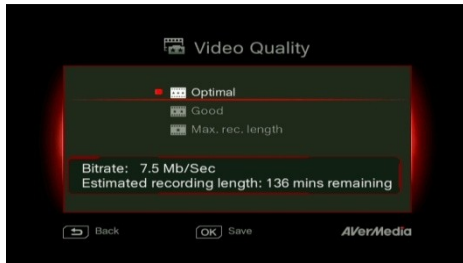 Video Quality
Optimal
Good
Max. rec. length
Bitrate: 7.5 Mb/Sec
Estimated recording length: 136 mins remaining
Back OK Save AVerMedia